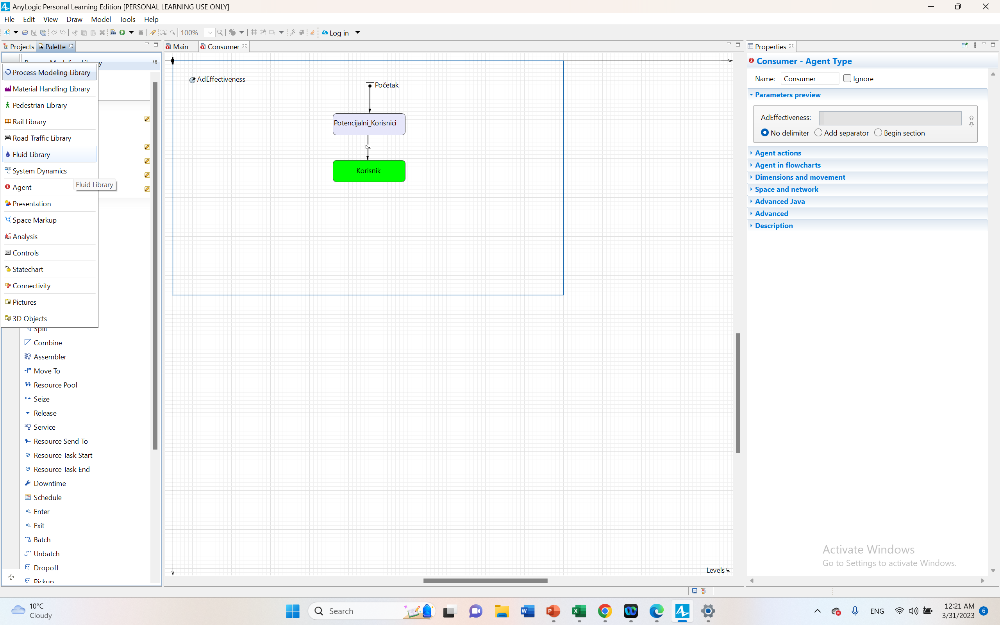 AnyLogic Personal Learning Edition [PERSONAL LEARNING USE ONLY]
File Edit View Draw Model Tools Help
100% Log in
Projects Palette
Process Modeling Library
Process Modeling Library
Material Handling Library
Pedestrian Library
Rail Library
Road Traffic Library
Fluid Library
System Dynamics
Fluid Library
Agent
Presentation
Space Markup
Analysis
Controls
Statechart
Connectivity
Pictures
3D Objects
Split
Combine
Assembler
Move To
Resource Pool
Seize
Release
Service
Resource Send To
Resource Task Start
Resource Task End
Downtime
Schedule
Enter
Exit
Batch
Unbatch
Dropoff
Pickup
Main Consumer
AdEffectiveness
Početak
Potencijalni_Korisnici
Korisnik
Levels
Properties
Consumer - Agent Type
Name: Consumer Ignore
Parameters preview
AdEffectiveness:
No delimiter Add separator Begin section
Agent actions
Agent in flowcharts
Dimensions and movement
Space and network
Advanced Java
Advanced
Description
Activate Windows
Go to Settings to activate Windows.
10°C
Cloudy
Search
ENG
12:21 AM
3/31/2023
6